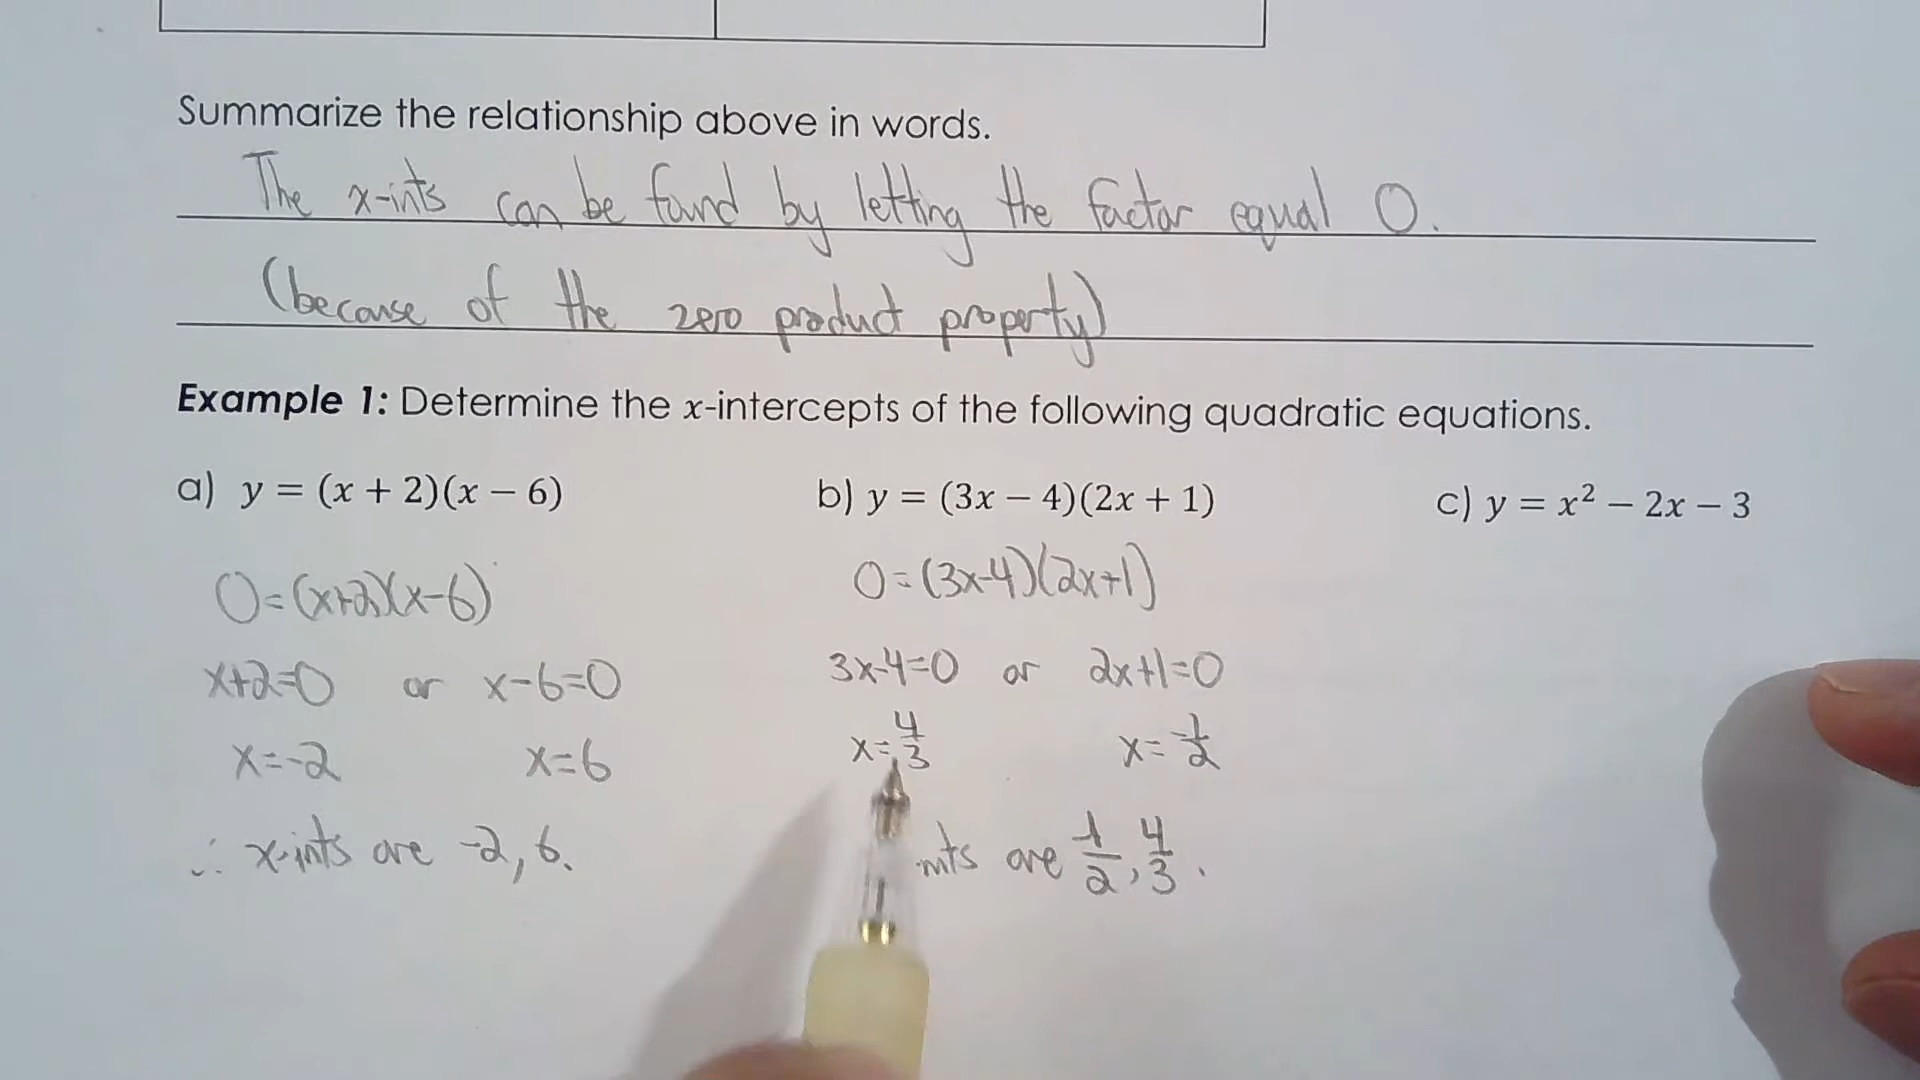 Summarize the relationship above in words.
The x-ints can be found by letting the factor equal 0.
(because of the zero product property)
Example 1: Determine the x-intercepts of the following quadratic equations.
a) y = (x + 2)(x − 6)
b) y = (3x − 4)(2x + 1)
c) y = x² − 2x − 3
0=(x+2)(x-6)
0=(3x-4)(2x+1)
x+2=0 or x-6=0
3x-4=0 or 2x+1=0
x=-2 x=6
x=4/3 x=-1/2
∴ x-ints are -2, 6.
ints are -1/2, 4/3.